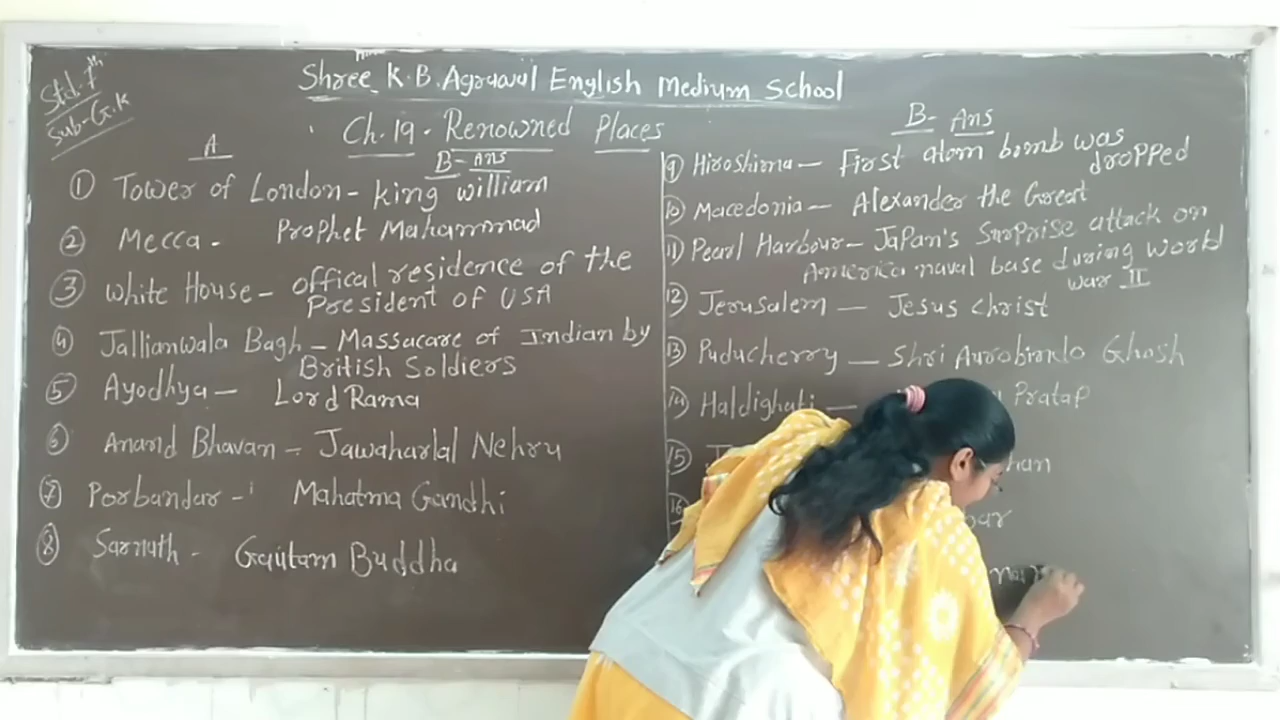 Std. 7th
Sub-G.K
Shree K.B. Agrawal English Medium School
Ch. 19. Renowned Places
A
B- Ans
① Tower of London - king william
② Mecca - Prophet Mahammad
③ White House - offical residence of the
President of USA
④ Jallianwala Bagh - Massacare of Indian by
British Soldiers
⑤ Ayodhya - Lord Rama
⑥ Anand Bhavan - Jawaharlal Nehru
⑦ Porbandar - Mahatma Gandhi
⑧ Sarnath - Gautam Buddha
B- Ans
⑨ Hiroshima - First atom bomb was
dropped
⑩ Macedonia - Alexander the Great
⑪ Pearl Harbour - Japan's Surprise attack on
America naval base during World
war II
⑫ Jerusalem - Jesus Christ
⑬ Puducherry - Shri Aurobindo Ghosh
⑭ Haldighati - Pratap
⑮
⑯